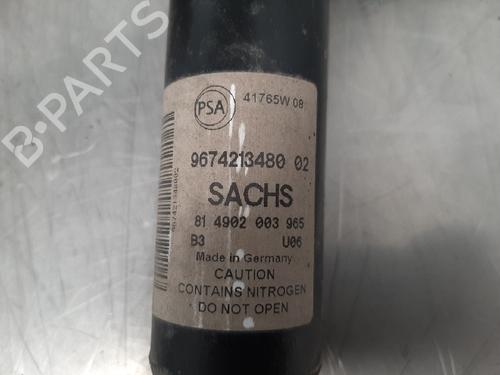 PSA
41765W 08
9674213480 02
SACHS
81 4902 003 965
B3 U06
Made in Germany
CAUTION
CONTAINS NITROGEN
DO NOT OPEN
967421348002
B-PARTS